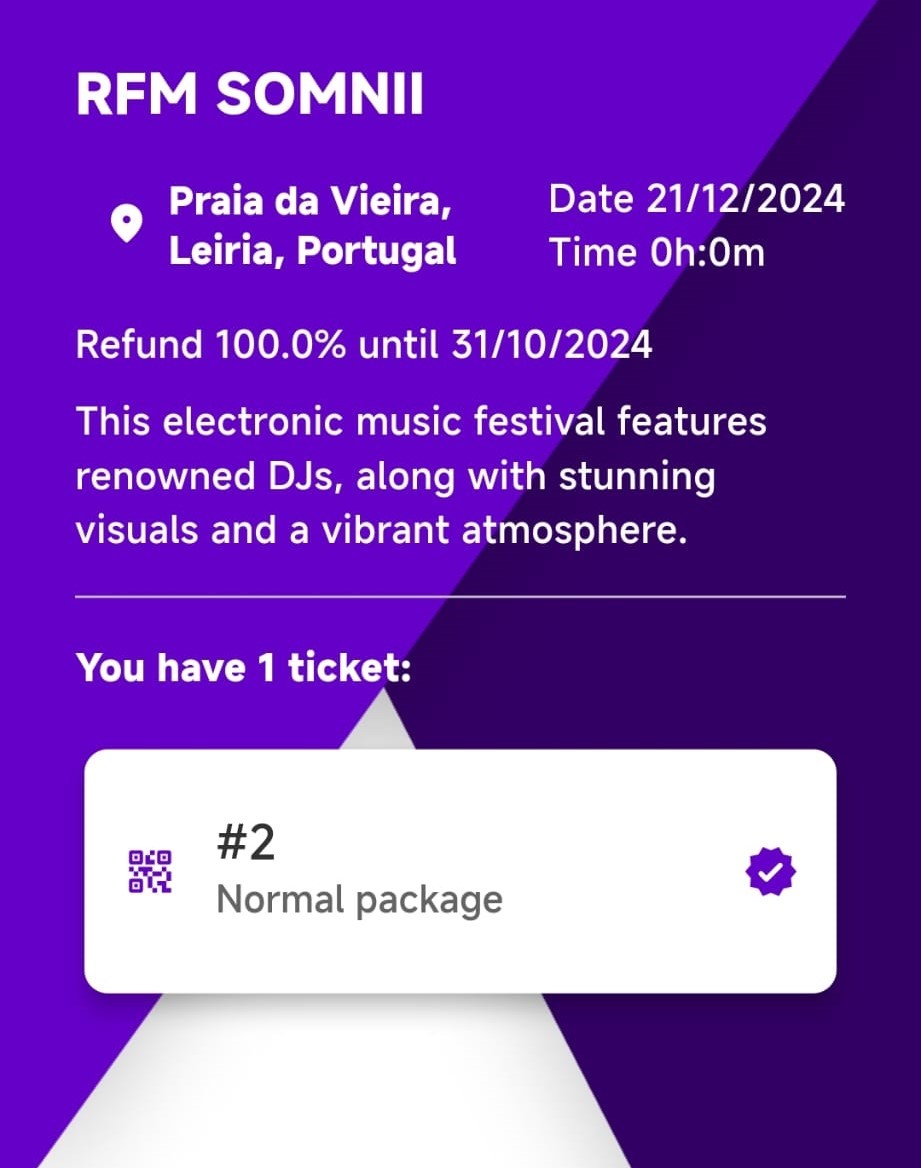 RFM SOMNII
Praia da Vieira,
Leiria, Portugal
Date 21/12/2024
Time 0h:0m
Refund 100.0% until 31/10/2024
This electronic music festival features
renowned DJs, along with stunning
visuals and a vibrant atmosphere.
You have 1 ticket:
#2
Normal package